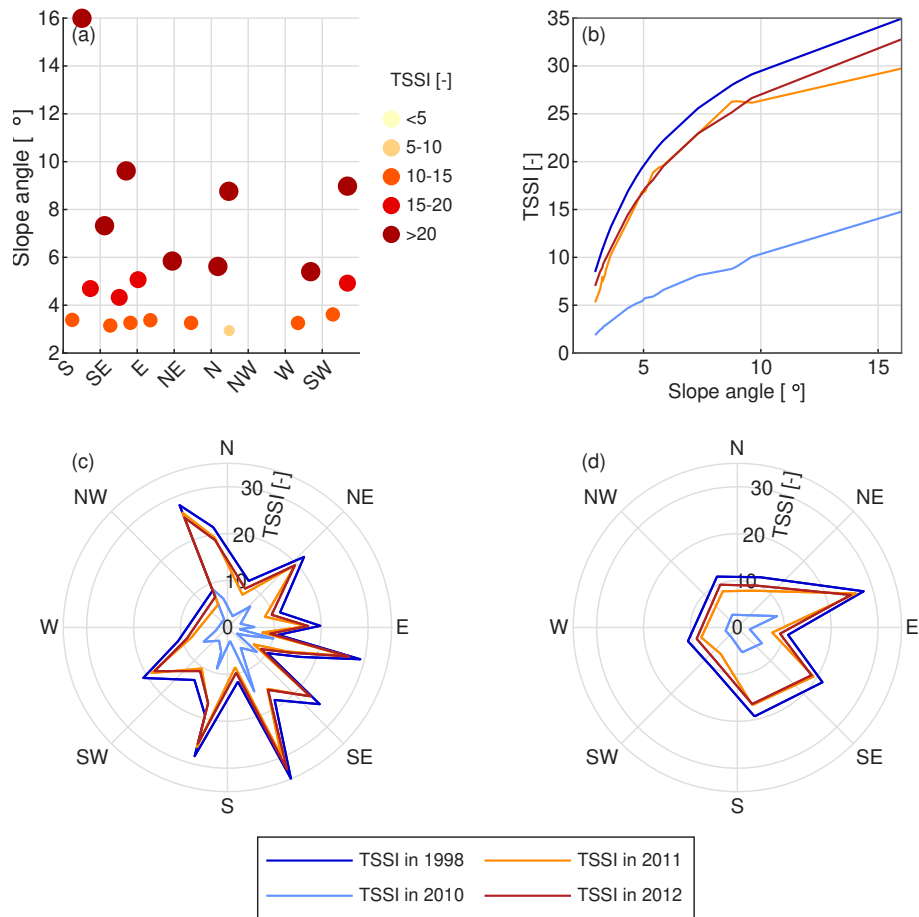 (a)
16
14
12
10
8
6
4
2
Slope angle [ °]
S
SE
E
NE
N
NW
W
SW
TSSI [-]
<5
5-10
10-15
15-20
>20
(b)
35
30
25
20
15
10
5
0
TSSI [-]
5
10
15
Slope angle [ °]
(c)
N
NE
E
SE
S
SW
W
NW
TSSI [-]
30
20
10
0
(d)
N
NE
E
SE
S
SW
W
NW
TSSI [-]
30
20
10
0
TSSI in 1998
TSSI in 2011
TSSI in 2010
TSSI in 2012